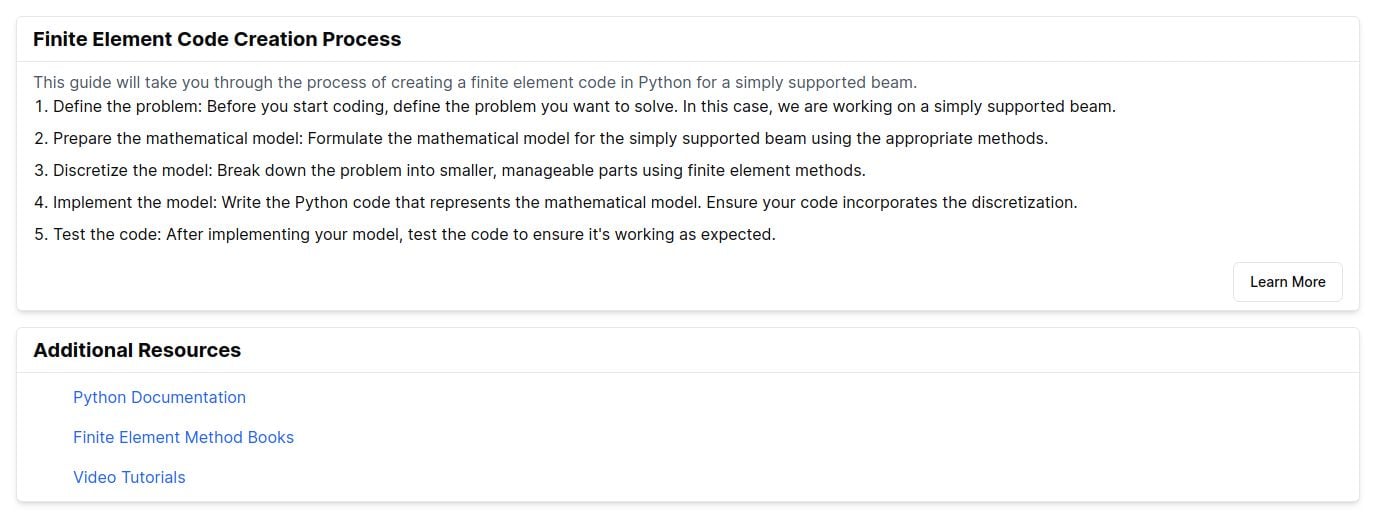 Finite Element Code Creation Process
This guide will take you through the process of creating a finite element code in Python for a simply supported beam.
1. Define the problem: Before you start coding, define the problem you want to solve. In this case, we are working on a simply supported beam.
2. Prepare the mathematical model: Formulate the mathematical model for the simply supported beam using the appropriate methods.
3. Discretize the model: Break down the problem into smaller, manageable parts using finite element methods.
4. Implement the model: Write the Python code that represents the mathematical model. Ensure your code incorporates the discretization.
5. Test the code: After implementing your model, test the code to ensure it's working as expected.
Learn More
Additional Resources
Python Documentation
Finite Element Method Books
Video Tutorials